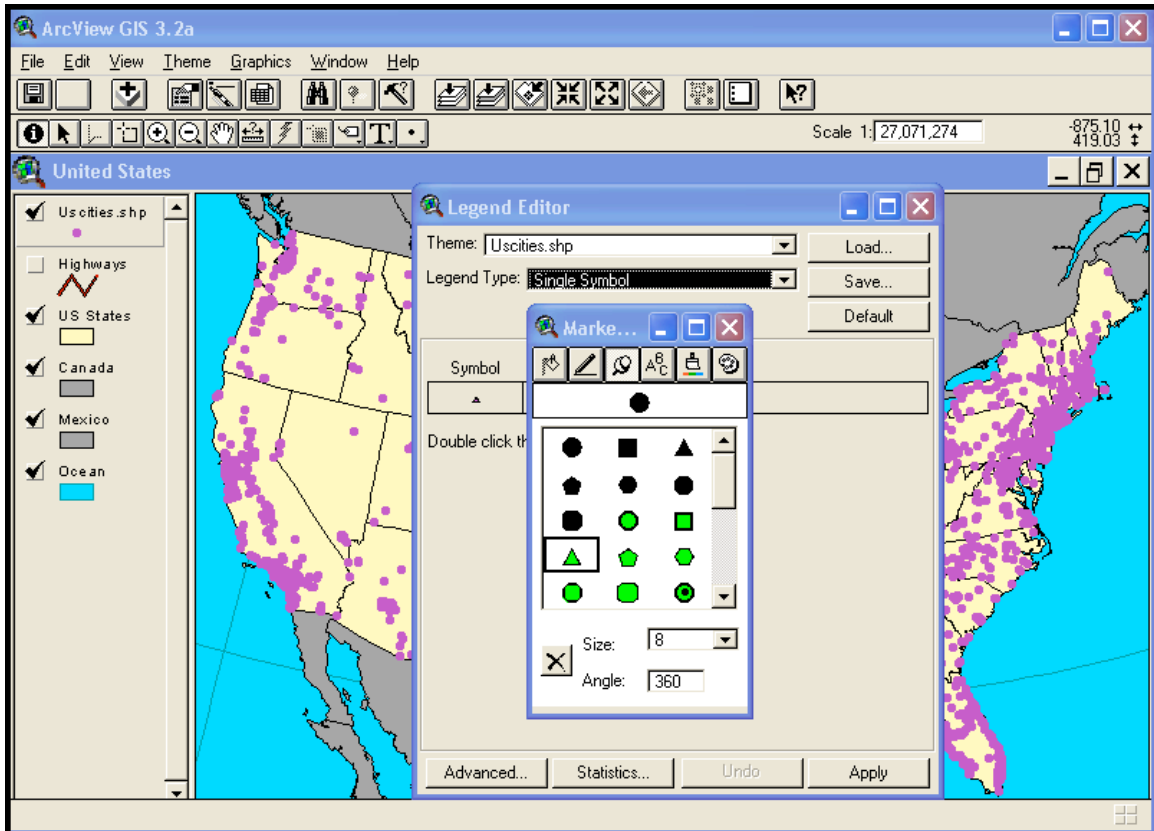 ArcView GIS 3.2a
File Edit View Theme Graphics Window Help
Scale 1: 27,071,274
-875.10
419.03
United States
Uscities.shp
Highways
US States
Canada
Mexico
Ocean
Legend Editor
Theme: Uscities.shp
Load...
Legend Type: Single Symbol
Save...
Default
Marke...
Symbol
Double click th
Size: 8
Angle: 360
Advanced...
Statistics...
Undo
Apply